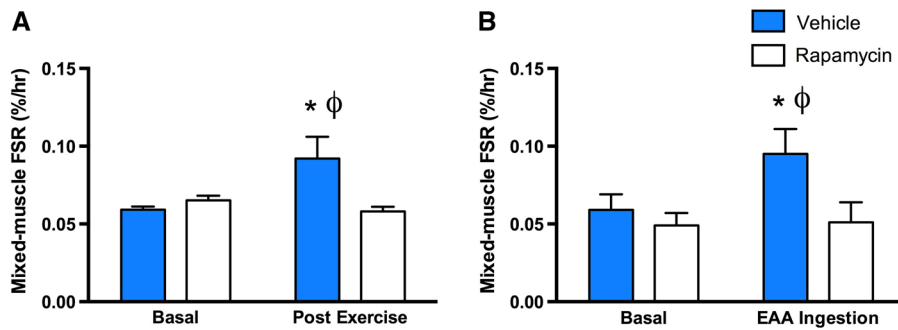 A
Mixed-muscle FSR (%/hr)
0.15
0.10
0.05
0.00
* ϕ
Basal
Post Exercise
B
Vehicle
Rapamycin
Mixed-muscle FSR (%/hr)
0.15
0.10
0.05
0.00
* ϕ
Basal
EAA Ingestion